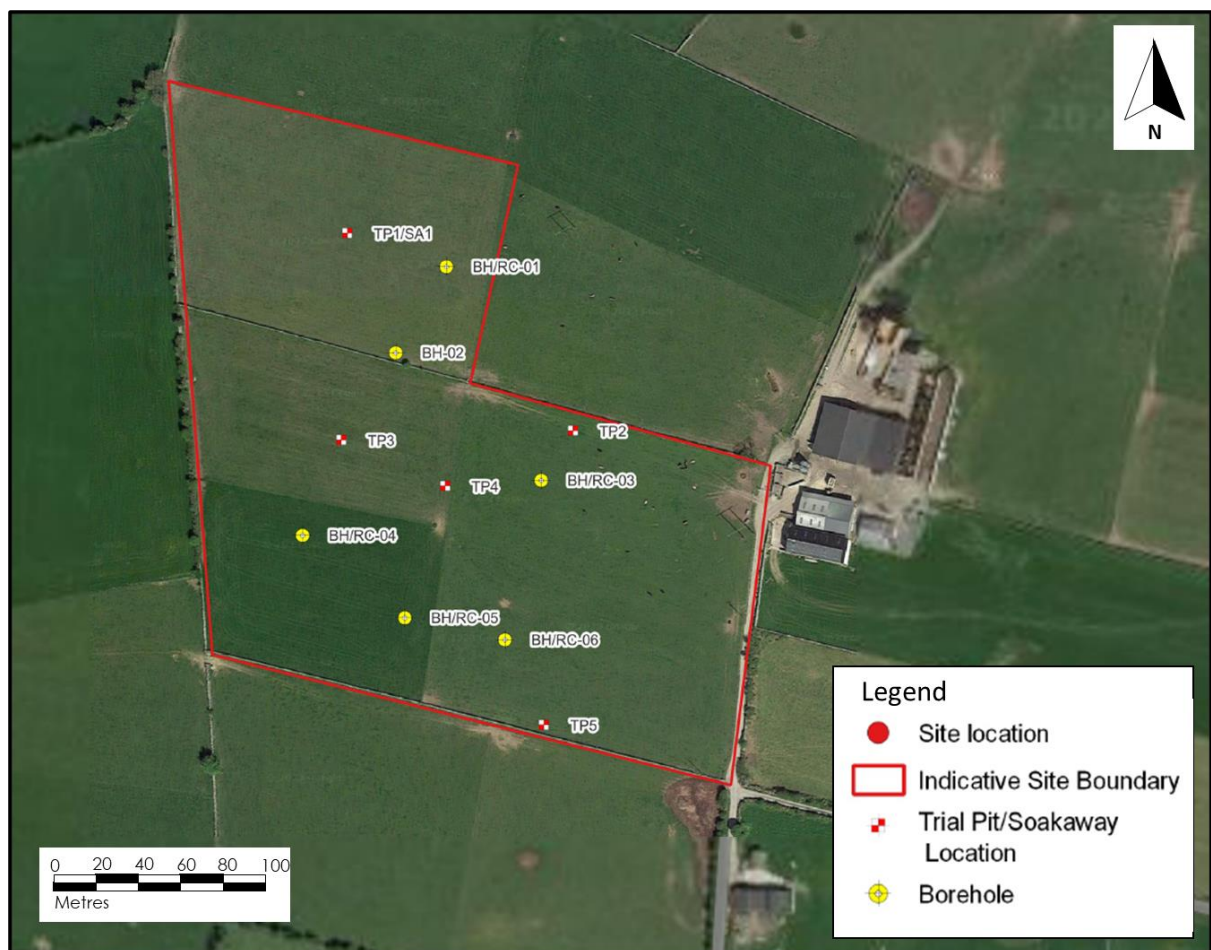 N
TP1/SA1
BH/RC-01
BH-02
TP2
TP3
BH/RC-03
TP4
BH/RC-04
BH/RC-05
BH/RC-06
TP5
Legend
Site location
Indicative Site Boundary
Trial Pit/Soakaway
Location
Borehole
0 20 40 60 80 100
Metres